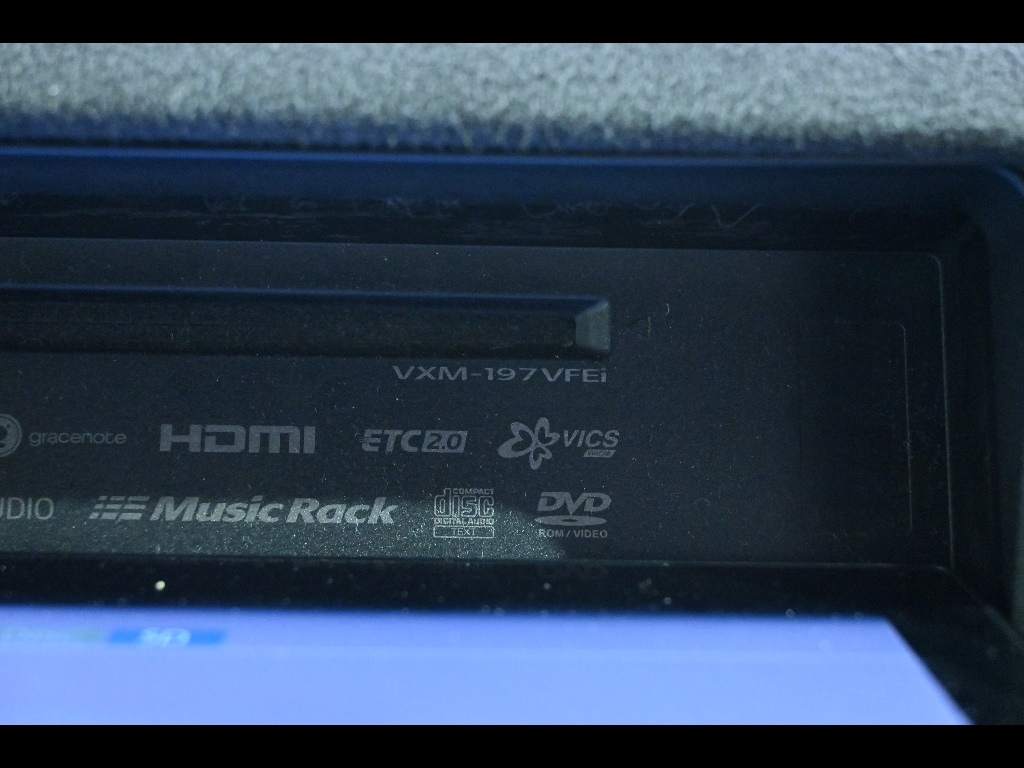 VXM-197VFEi
gracenote HDMI ETC2.0 VICS
UDIO Music Rack COMPACT disc DIGITAL AUDIO TEXT DVD ROM / VIDEO